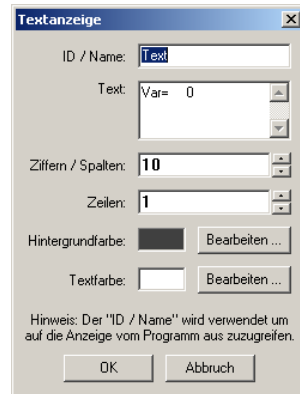 Textanzeige
ID / Name: Text
Text: Var= 0
Ziffern / Spalten: 10
Zeilen: 1
Hintergrundfarbe: Bearbeiten ...
Textfarbe: Bearbeiten ...
Hinweis: Der "ID / Name" wird verwendet um
auf die Anzeige vom Programm aus zuzugreifen.
OK Abbruch